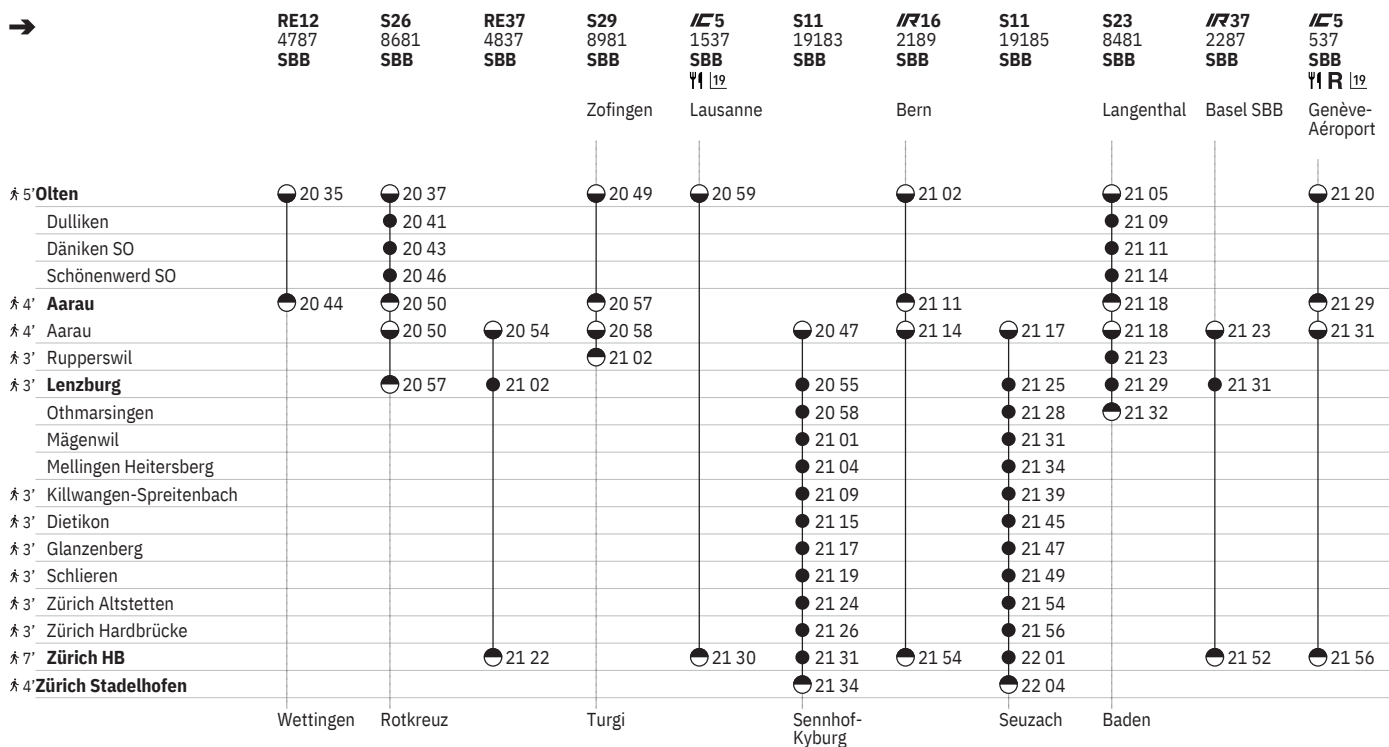 ➔ RE12 S26 RE37 S29 IC5 S11 IR16 S11 S23 IR37 IC5
4787 8681 4837 8981 1537 19183 2189 19185 8481 2287 537
SBB SBB SBB SBB SBB SBB SBB SBB SBB SBB SBB
19 R 19
Zofingen Lausanne Bern Langenthal Basel SBB Genève-
Aéroport
5’ Olten 20 35 20 37 20 49 20 59 21 02 21 05 21 20
Dulliken 20 41 21 09
Däniken SO 20 43 21 11
Schönenwerd SO 20 46 21 14
4’ Aarau 20 44 20 50 20 57 21 11 21 18 21 29
4’ Aarau 20 50 20 54 20 58 20 47 21 14 21 17 21 18 21 23 21 31
3’ Rupperswil 21 02 21 23
3’ Lenzburg 20 57 21 02 20 55 21 25 21 29 21 31
Othmarsingen 20 58 21 28 21 32
Mägenwil 21 01 21 31
Mellingen Heitersberg 21 04 21 34
3’ Killwangen-Spreitenbach 21 09 21 39
3’ Dietikon 21 15 21 45
3’ Glanzenberg 21 17 21 47
3’ Schlieren 21 19 21 49
3’ Zürich Altstetten 21 24 21 54
3’ Zürich Hardbrücke 21 26 21 56
7’ Zürich HB 21 22 21 30 21 31 21 54 22 01 21 52 21 56
4’ Zürich Stadelhofen 21 34 22 04
Wettingen Rotkreuz Turgi Sennhof- Seuzach Baden
Kyburg